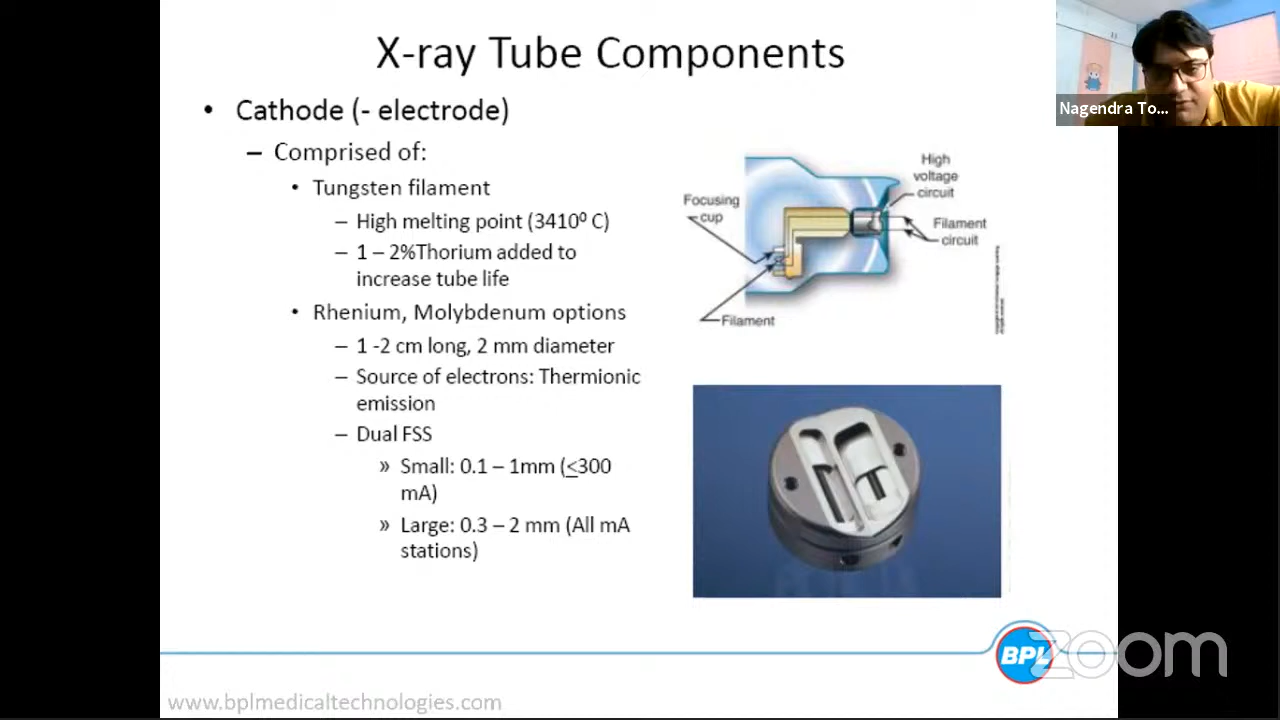 X-ray Tube Components
• Cathode (- electrode)
– Comprised of:
• Tungsten filament
– High melting point (3410⁰ C)
– 1 – 2%Thorium added to
increase tube life
• Rhenium, Molybdenum options
– 1 -2 cm long, 2 mm diameter
– Source of electrons: Thermionic
emission
– Dual FSS
» Small: 0.1 – 1mm (≤300
mA)
» Large: 0.3 – 2 mm (All mA
stations)
High
voltage
circuit
Focusing
cup
Filament
circuit
Filament
Nagendra To...
BPL
zoom
www.bplmedicaltechnologies.com